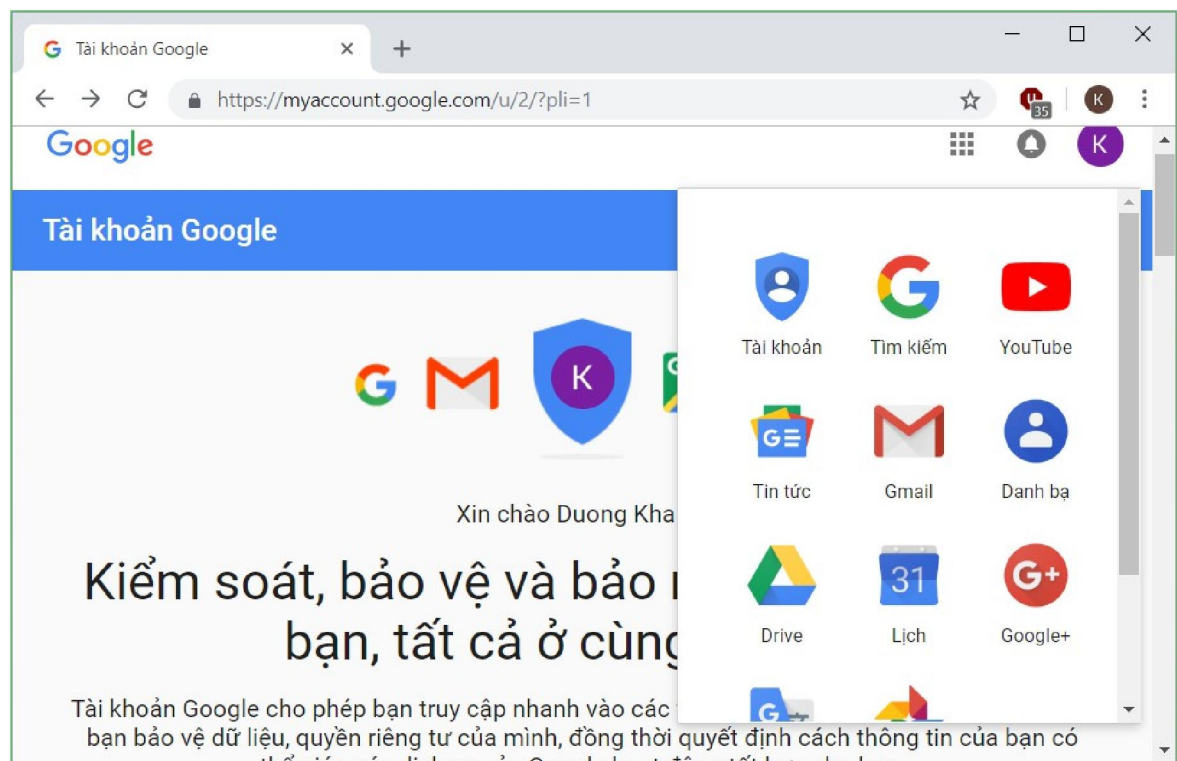 Tài khoản Google
https://myaccount.google.com/u/2/?pli=1
35
K
Google
K
Tài khoản Google
K
Xin chào Duong Kha
Kiểm soát, bảo vệ và bảo
bạn, tất cả ở cùng
Tài khoản Google cho phép bạn truy cập nhanh vào các
bạn bảo vệ dữ liệu, quyền riêng tư của mình, đồng thời quyết định cách thông tin của bạn có
Tài khoản Tìm kiếm YouTube
Tin tức Gmail Danh bạ
31 G+
Drive Lịch Google+